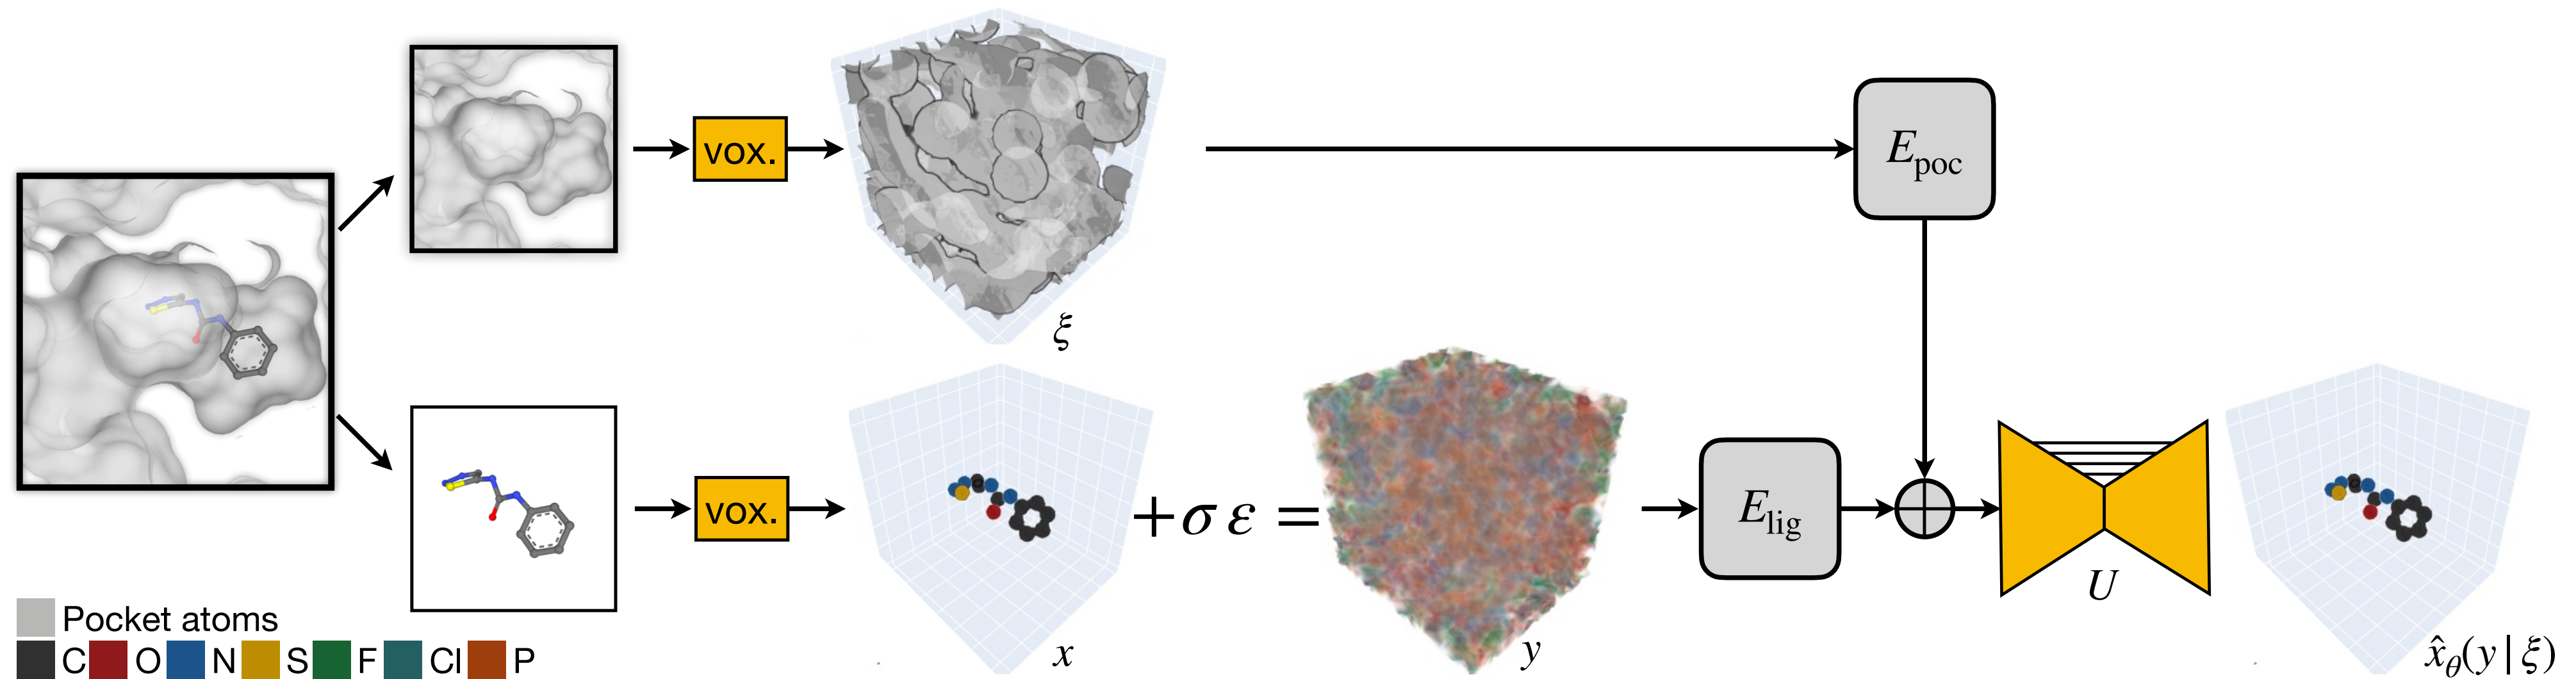 vox.
ξ
E_poc
vox.
x
+σ ε =
y
E_lig
U
x̂_θ(y | ξ)
Pocket atoms
C O N S F Cl P